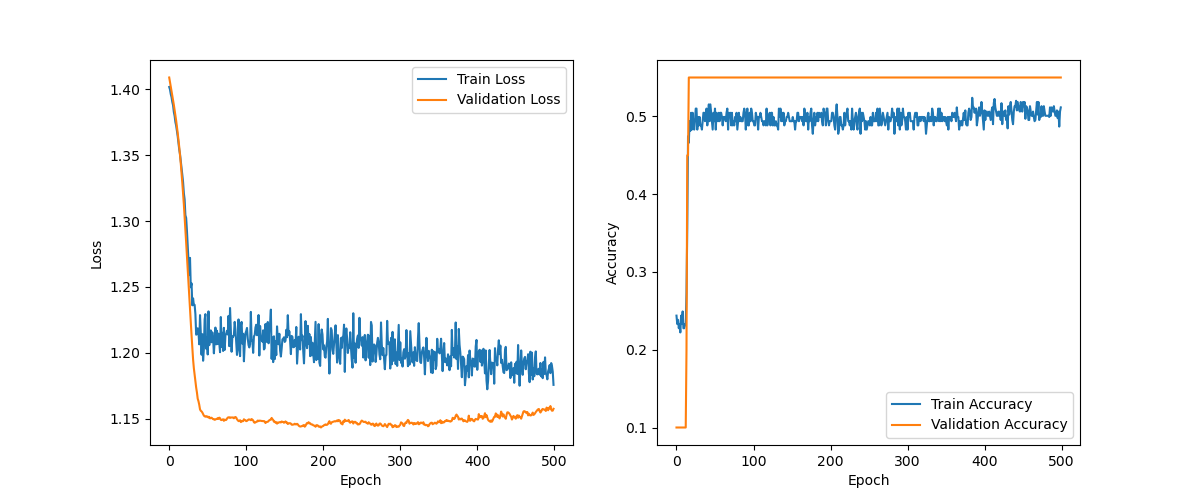 1.40
1.35
1.30
1.25
1.20
1.15
Loss
0 100 200 300 400 500
Epoch
Train Loss
Validation Loss
0.5
0.4
0.3
0.2
0.1
Accuracy
0 100 200 300 400 500
Epoch
Train Accuracy
Validation Accuracy